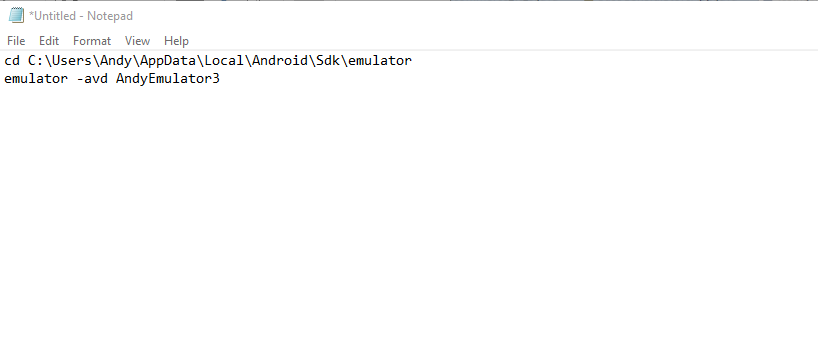 *Untitled - Notepad
File Edit Format View Help
cd C:\Users\Andy\AppData\Local\Android\Sdk\emulator
emulator -avd AndyEmulator3